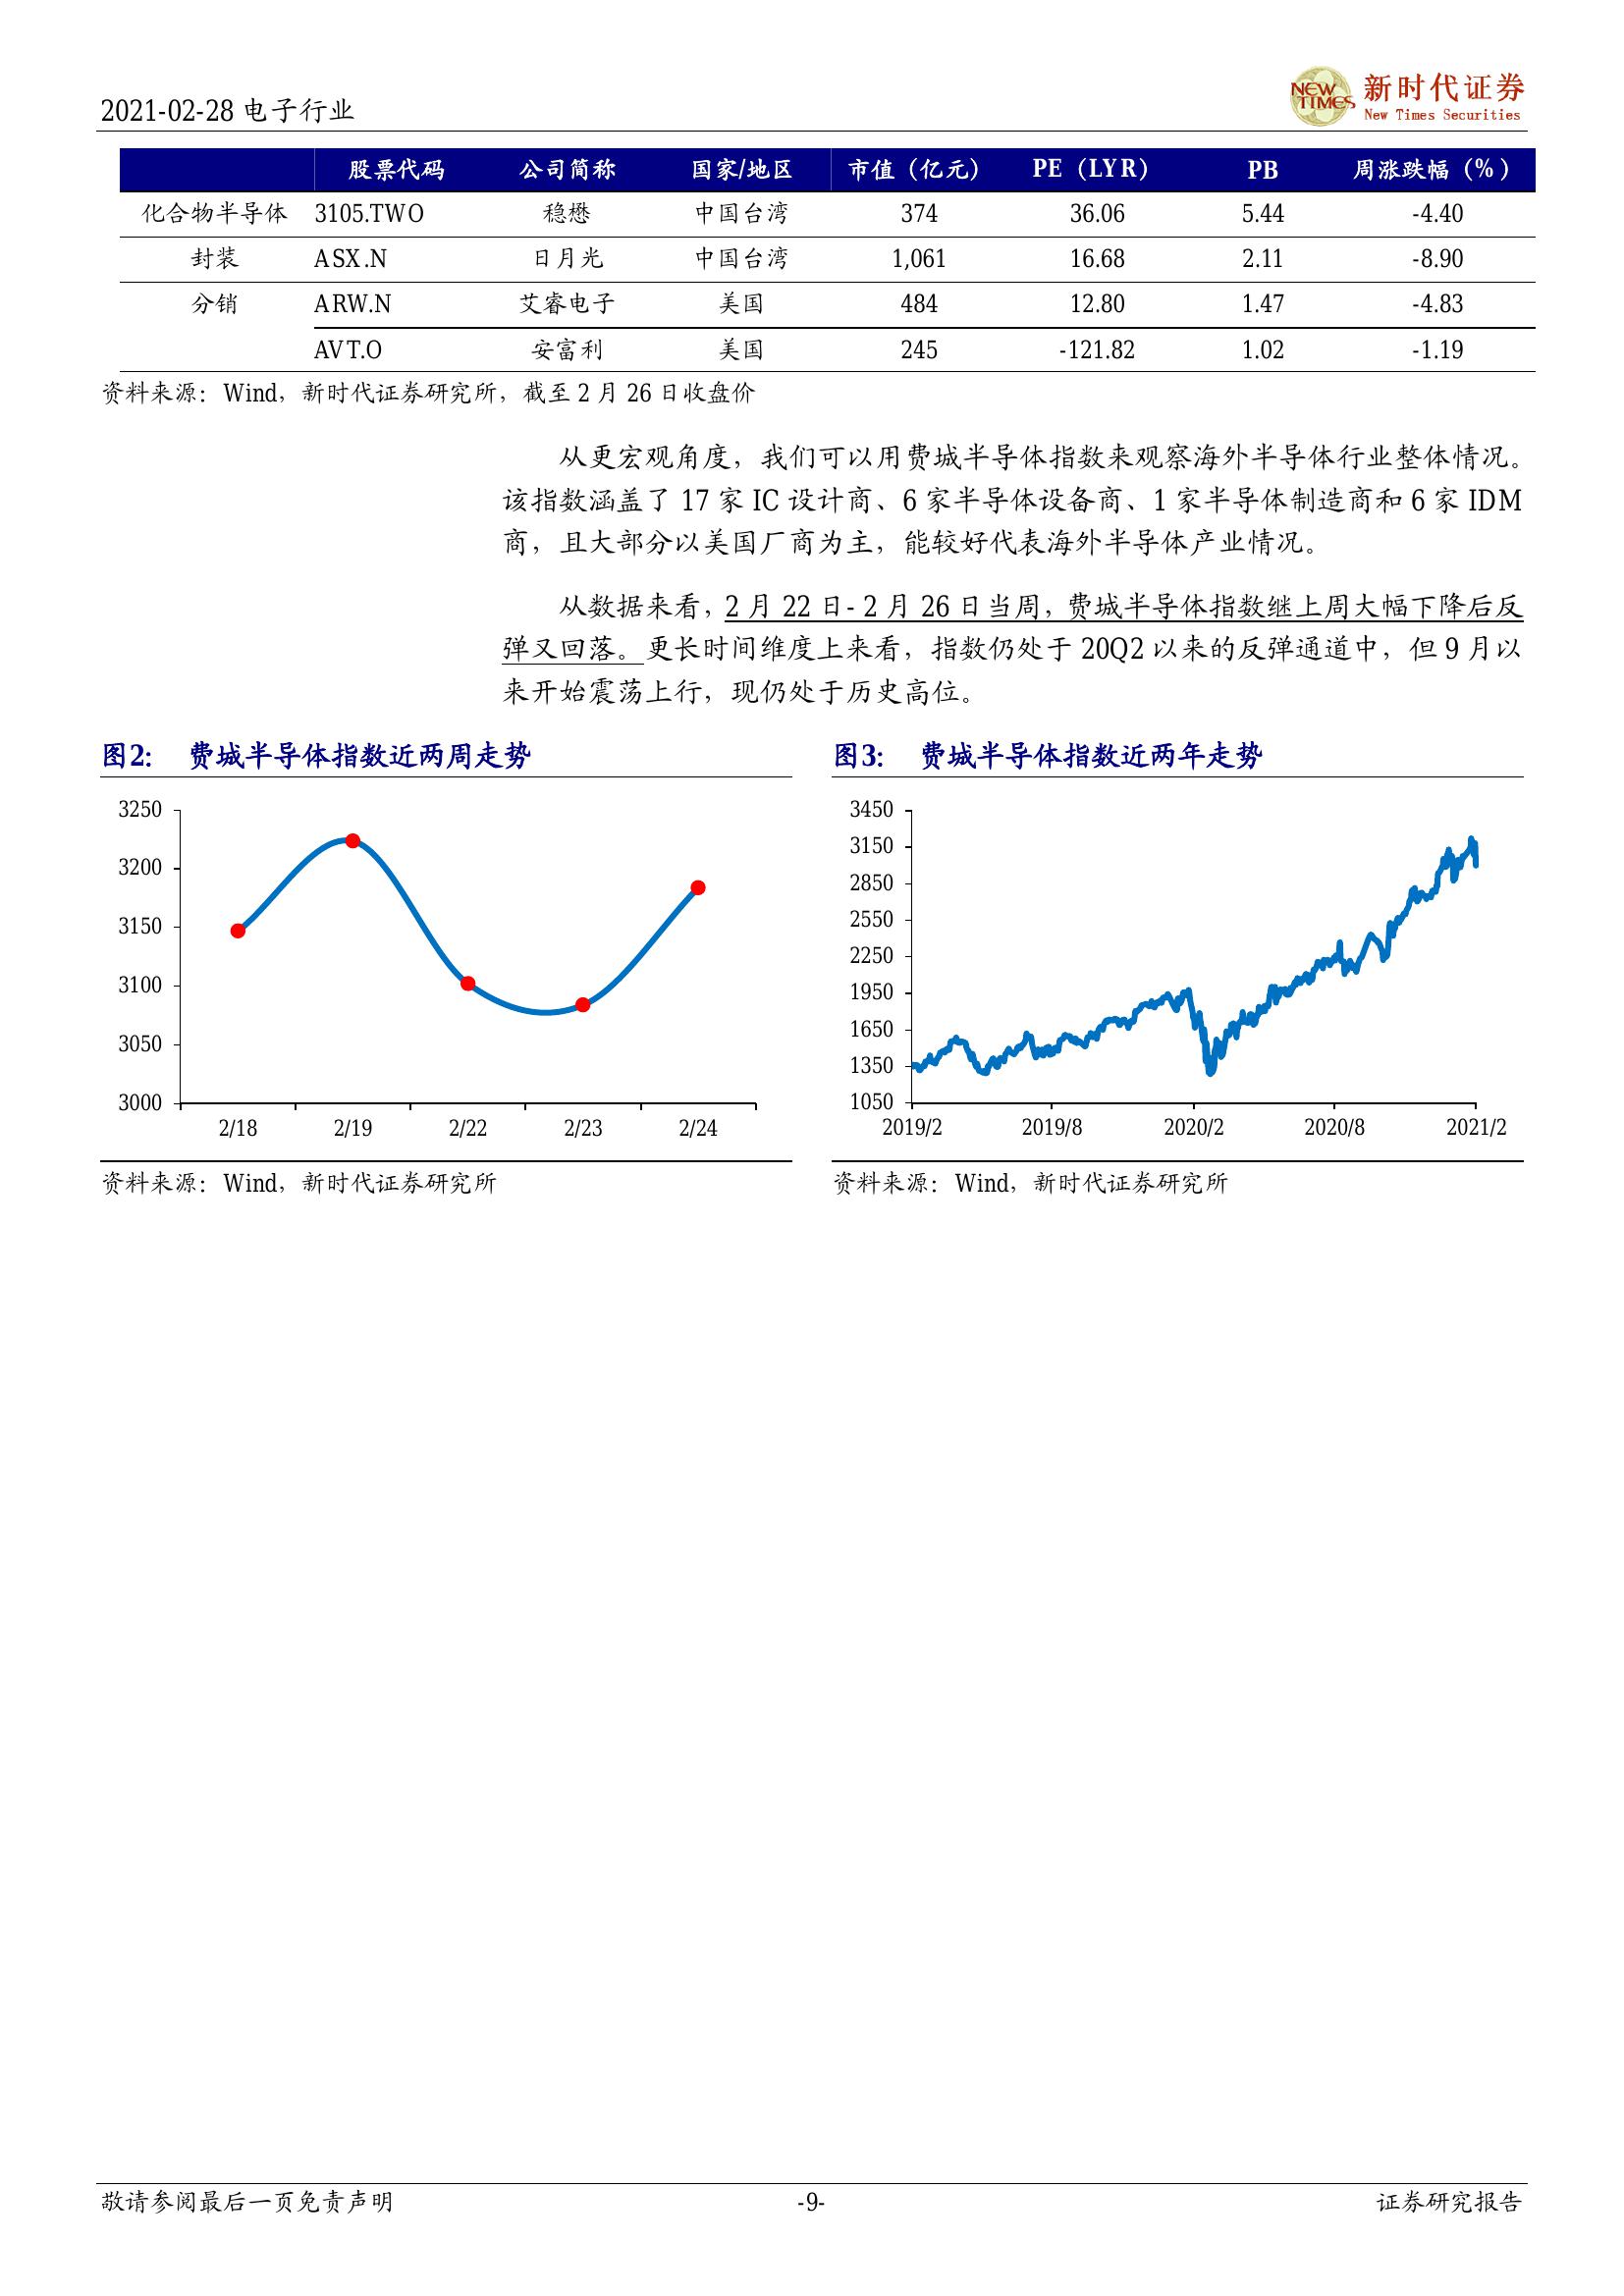 2021-02-28 电子行业
NEW TIMES 新时代证券
New Times Securities
股票代码 公司简称 国家/地区 市值（亿元） PE（LYR） PB 周涨跌幅（%）
化合物半导体 3105.TWO 稳懋 中国台湾 374 36.06 5.44 -4.40
封装 ASX.N 日月光 中国台湾 1,061 16.68 2.11 -8.90
分销 ARW.N 艾睿电子 美国 484 12.80 1.47 -4.83
AVT.O 安富利 美国 245 -121.82 1.02 -1.19
资料来源：Wind，新时代证券研究所，截至 2 月 26 日收盘价
从更宏观角度，我们可以用费城半导体指数来观察海外半导体行业整体情况。
该指数涵盖了 17 家 IC 设计商、6 家半导体设备商、1 家半导体制造商和 6 家 IDM
商，且大部分以美国厂商为主，能较好代表海外半导体产业情况。
从数据来看，2 月 22 日- 2 月 26 日当周，费城半导体指数继上周大幅下降后反
弹又回落。更长时间维度上来看，指数仍处于 20Q2 以来的反弹通道中，但 9 月以
来开始震荡上行，现仍处于历史高位。
图2： 费城半导体指数近两周走势
3250
3200
3150
3100
3050
3000
2/18 2/19 2/22 2/23 2/24
资料来源：Wind，新时代证券研究所
图3： 费城半导体指数近两年走势
3450
3150
2850
2550
2250
1950
1650
1350
1050
2019/2 2019/8 2020/2 2020/8 2021/2
资料来源：Wind，新时代证券研究所
敬请参阅最后一页免责声明 -9- 证券研究报告